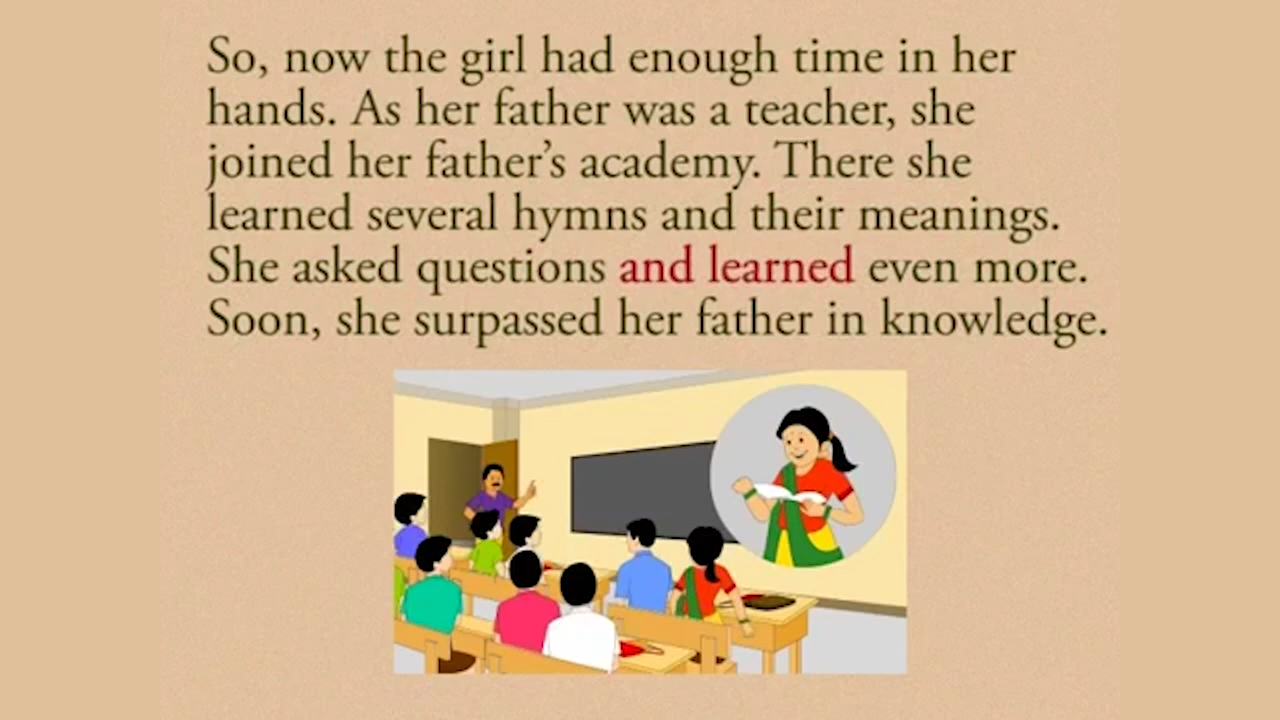 So, now the girl had enough time in her
hands. As her father was a teacher, she
joined her father’s academy. There she
learned several hymns and their meanings.
She asked questions and learned even more.
Soon, she surpassed her father in knowledge.